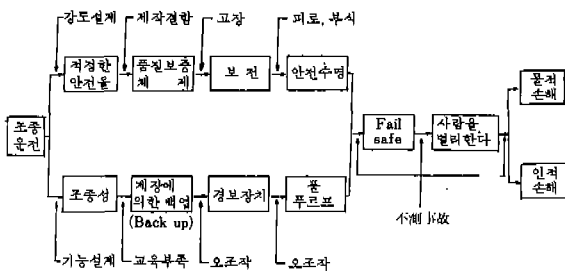 강도설계 제작결함 고장 피로, 부식
적정한
안전율
품질보증
체 제
보 전
안전수명
조종
운전
Fail
safe
사람을
멀리한다
물적
손해
인적
손해
조종성
계장에
의한 백업
(Back up)
경보장치
풀
푸르프
不測事故
기능설계 교육부족 오조작 오조작